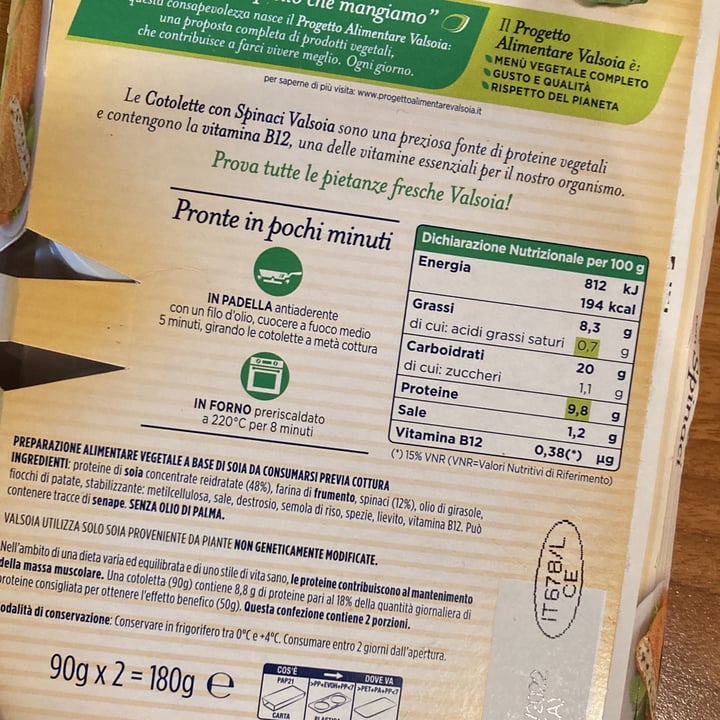 che mangiamo"
questa consapevolezza nasce il Progetto Alimentare Valsoia:
una proposta completa di prodotti vegetali,
che contribuisce a farci vivere meglio. Ogni giorno.
Il Progetto
Alimentare Valsoia è:
MENÙ VEGETALE COMPLETO
GUSTO E QUALITÀ
RISPETTO DEL PIANETA
per saperne di più visita: www.progettoalimentarevalsoia.it
Le Cotolette con Spinaci Valsoia sono una preziosa fonte di proteine vegetali
e contengono la vitamina B12, una delle vitamine essenziali per il nostro organismo.
Prova tutte le pietanze fresche Valsoia!
Pronte in pochi minuti
IN PADELLA antiaderente
con un filo d'olio, cuocere a fuoco medio
5 minuti, girando le cotolette a metà cottura
IN FORNO preriscaldato
a 220°C per 8 minuti
Dichiarazione Nutrizionale per 100 g
Energia
812 kJ
194 kcal
Grassi 8,3 g
di cui: acidi grassi saturi 0,7 g
Carboidrati 20 g
di cui: zuccheri 1,1 g
Proteine 9,8 g
Sale 1,2 g
Vitamina B12 0,38(*) µg
(*) 15% VNR (VNR=Valori Nutritivi di Riferimento)
PREPARAZIONE ALIMENTARE VEGETALE A BASE DI SOIA DA CONSUMARSI PREVIA COTTURA
INGREDIENTI: proteine di soia concentrate reidratate (48%), farina di frumento, spinaci (12%), olio di girasole,
fiocchi di patate, stabilizzante: metilcellulosa, sale, destrosio, semola di riso, spezie, lievito, vitamina B12. Può
contenere tracce di senape. SENZA OLIO DI PALMA.
VALSOIA UTILIZZA SOLO SOIA PROVENIENTE DA PIANTE NON GENETICAMENTE MODIFICATE.
Nell'ambito di una dieta varia ed equilibrata e di uno stile di vita sano, le proteine contribuiscono al mantenimento
della massa muscolare. Una cotoletta (90g) contiene 8,8 g di proteine pari al 18% della quantità giornaliera di
proteine consigliata per ottenere l'effetto benefico (50g). Questa confezione contiene 2 porzioni.
odalità di conservazione: Conservare in frigorifero tra 0°C e +4°C. Consumare entro 2 giorni dall'apertura.
90g x 2 = 180g e
COS'È DOVE VA
PAP21 >PP+EVOH+PP<7 >PET+PA+PP<7
CARTA
IT 678/L
CE
spinaci